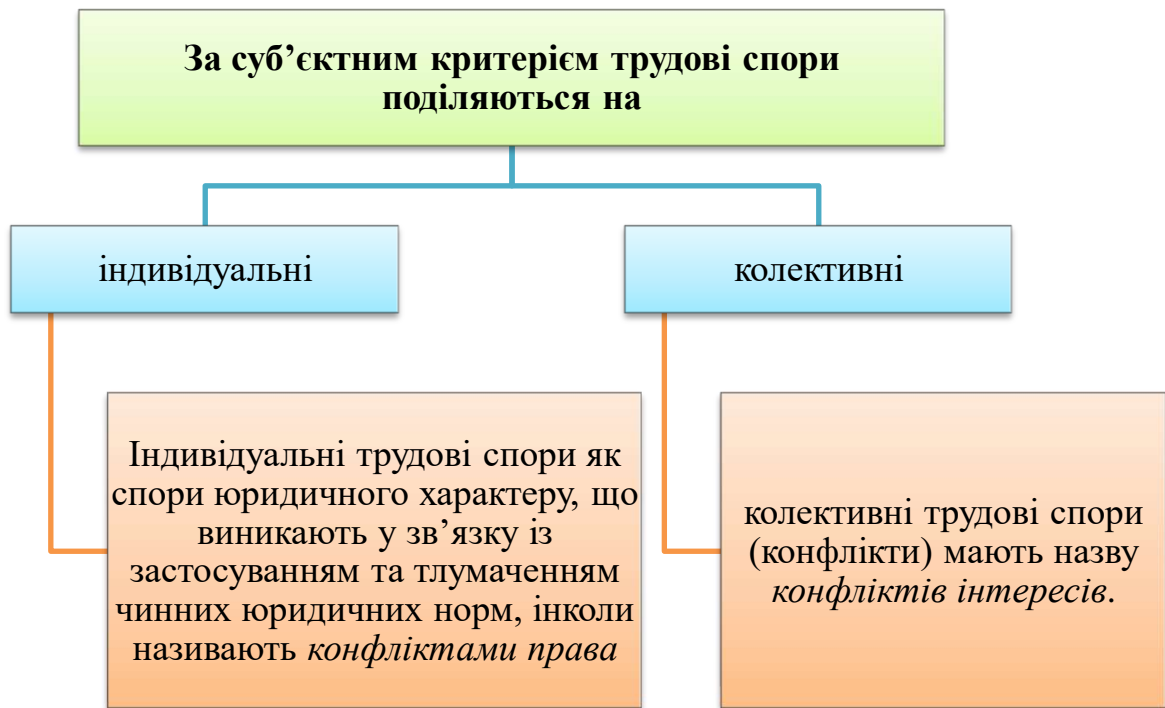 За суб’єктним критерієм трудові спори
поділяються на
індивідуальні
колективні
Індивідуальні трудові спори як
спори юридичного характеру, що
виникають у зв’язку із
застосуванням та тлумаченням
чинних юридичних норм, інколи
називають конфліктами права
колективні трудові спори
(конфлікти) мають назву
конфліктів інтересів.